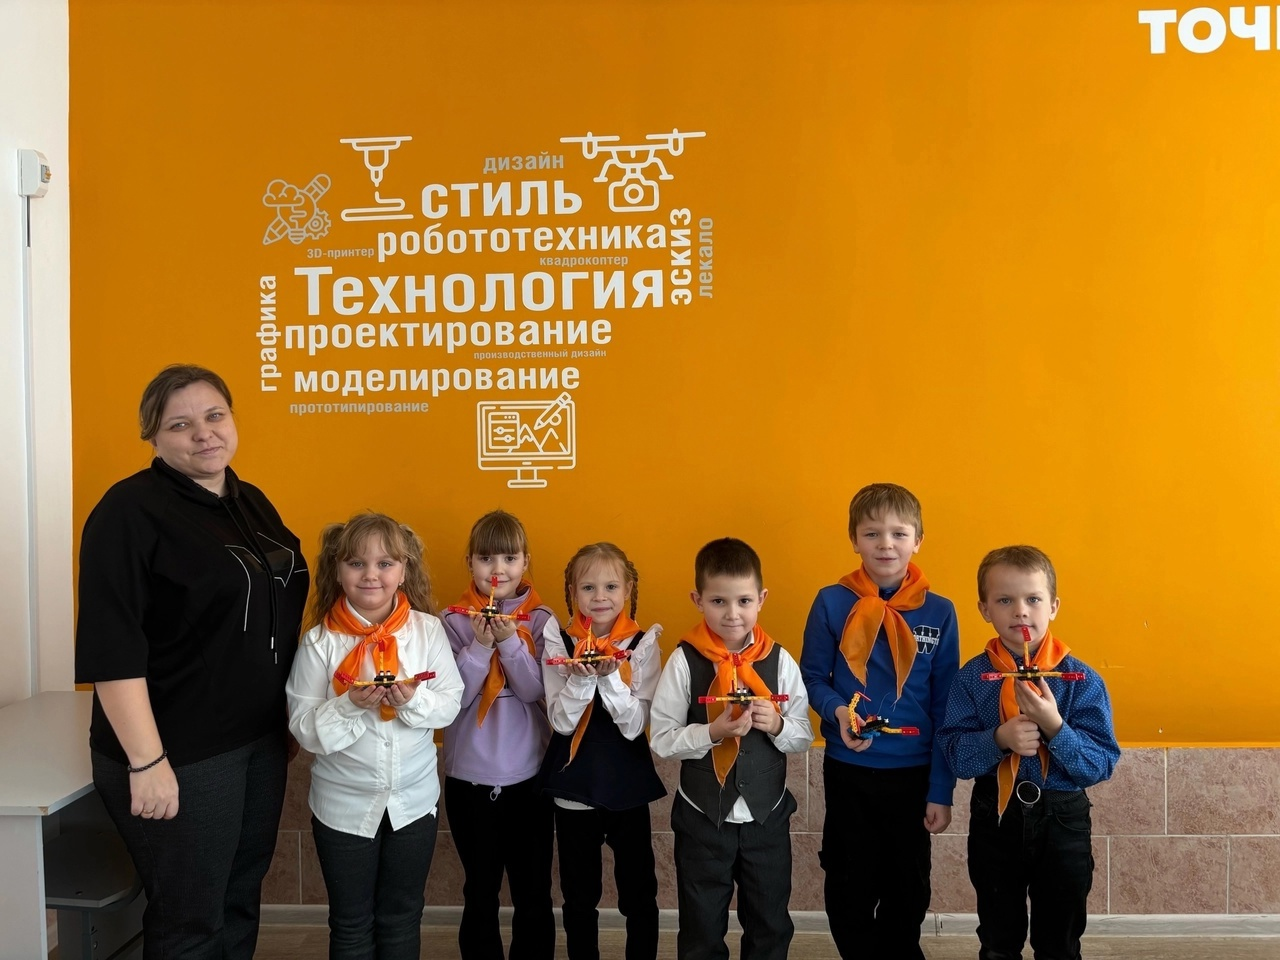 точ
дизайн
стиль
робототехника
3D-принтер
квадрокоптер
эскиз
лекало
Технология
графика
проектирование
производственный дизайн
моделирование
прототипирование
W